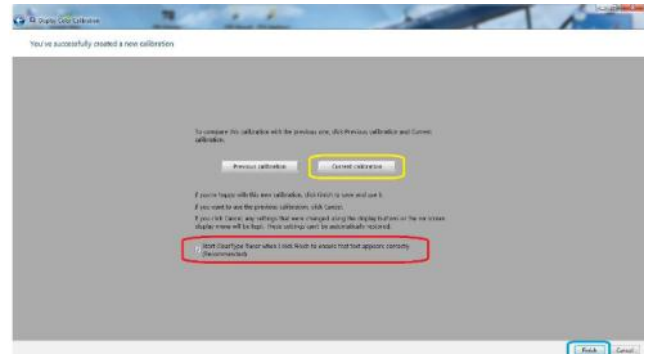 Display Color Calibration
You've successfully created a new calibration
To compare this calibration with the previous one, click Previous calibration and Current
calibration.
Previous calibration
Current calibration
If you're happy with this new calibration, click Finish to save and use it.
If you want to use the previous calibration, click Cancel.
If you click Cancel, any settings that were changed using the display buttons or the on-screen
display menu will be kept. These settings can't be automatically restored.
Start ClearType Tuner when I click Finish to ensure that text appears correctly
(Recommended)
Finish
Cancel